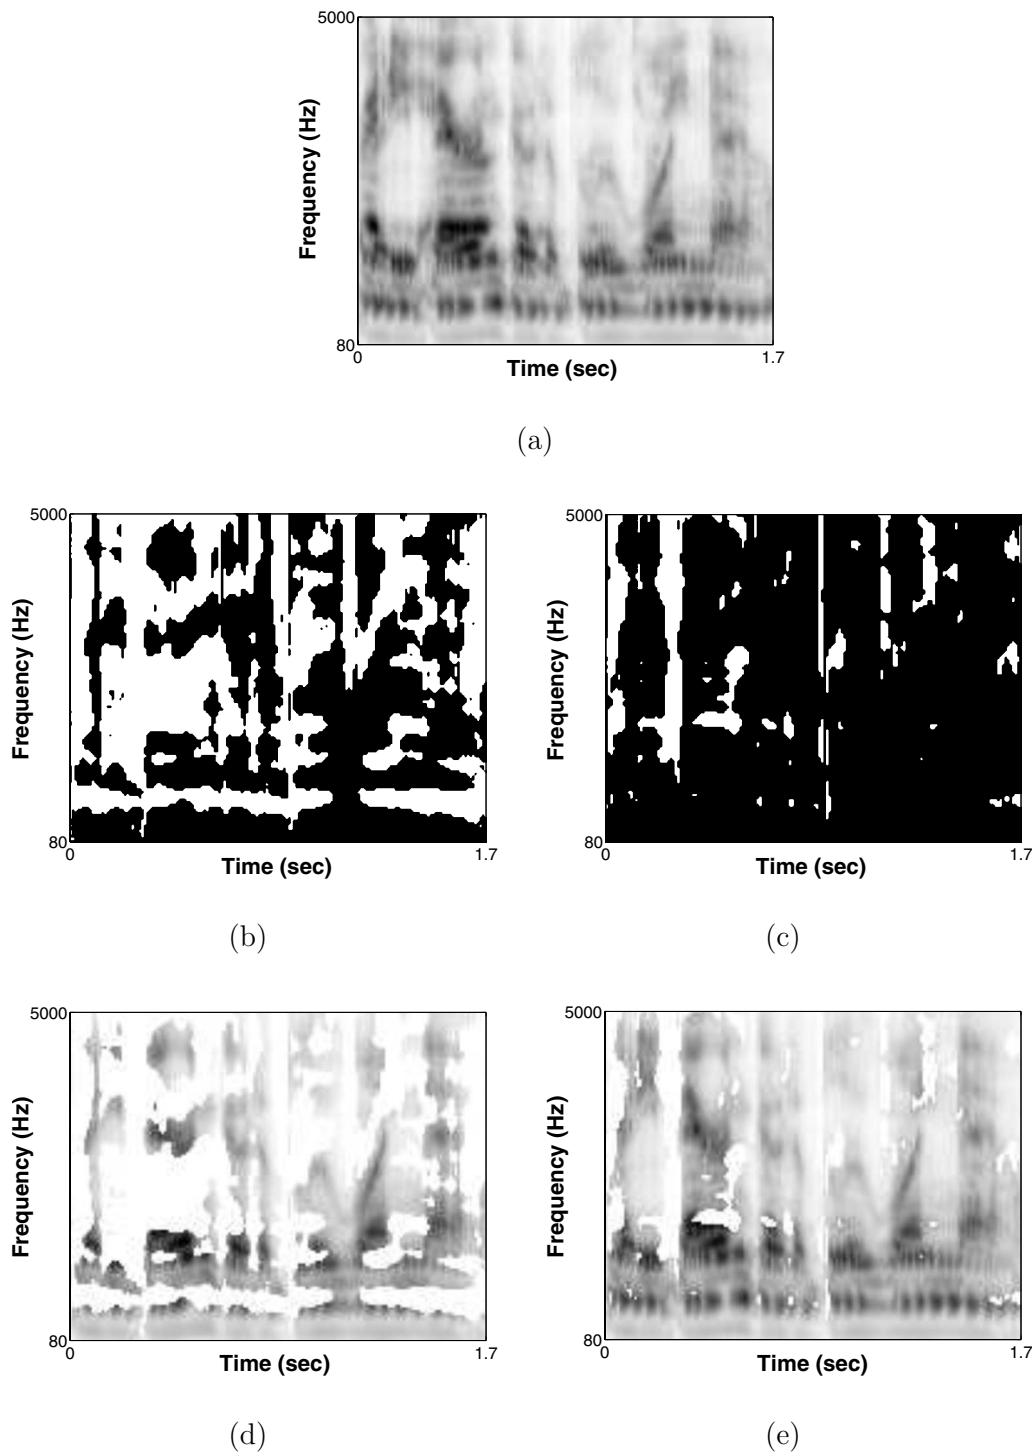 5000
Frequency (Hz)
80
0
1.7
Time (sec)
(a)
5000
Frequency (Hz)
80
0
1.7
Time (sec)
(b)
5000
Frequency (Hz)
80
0
1.7
Time (sec)
(c)
5000
Frequency (Hz)
80
0
1.7
Time (sec)
(d)
5000
Frequency (Hz)
80
0
1.7
Time (sec)
(e)